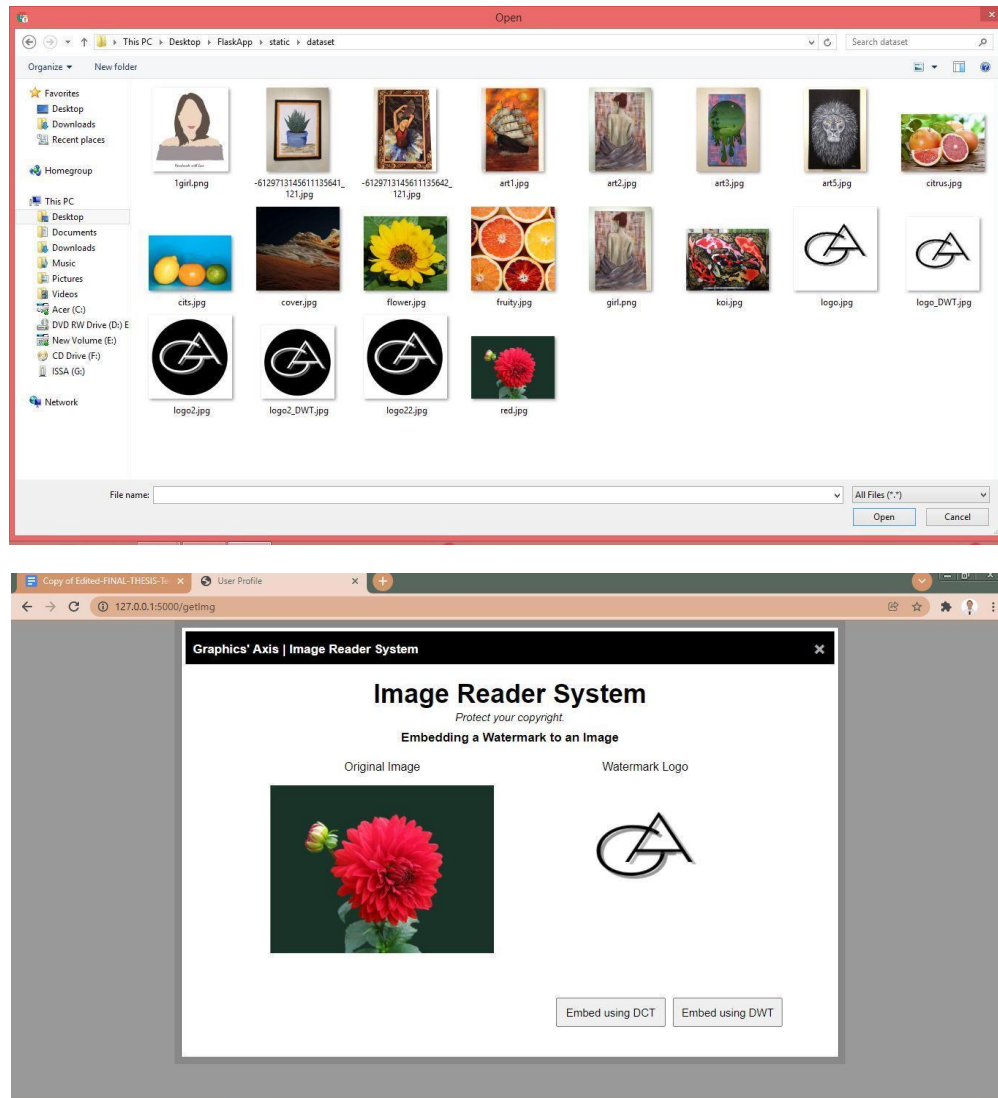 Open
This PC Desktop FlaskApp static dataset
Search dataset
Organize New folder
Favorites
Desktop
Downloads
Recent places
Homegroup
This PC
Desktop
Documents
Downloads
Music
Pictures
Videos
Acer (C:)
DVD RW Drive (D:) E
New Volume (E:)
CD Drive (F:)
ISSA (G:)
Network
1girl.png
-6129713145611135641_
121.jpg
-6129713145611135642_
121.jpg
art1.jpg
art2.jpg
art3.jpg
art5.jpg
citrus.jpg
cits.jpg
cover.jpg
flower.jpg
fruity.jpg
girl.png
koi.jpg
logo.jpg
logo_DWT.jpg
logo2.jpg
logo2_DWT.jpg
logo22.jpg
red.jpg
File name:
All Files (*.*)
Open Cancel
Copy of Edited-FINAL-THESIS-Te
User Profile
127.0.0.1:5000/getImg
Graphics' Axis | Image Reader System
Image Reader System
Protect your copyright.
Embedding a Watermark to an Image
Original Image Watermark Logo
GA
Embed using DCT Embed using DWT